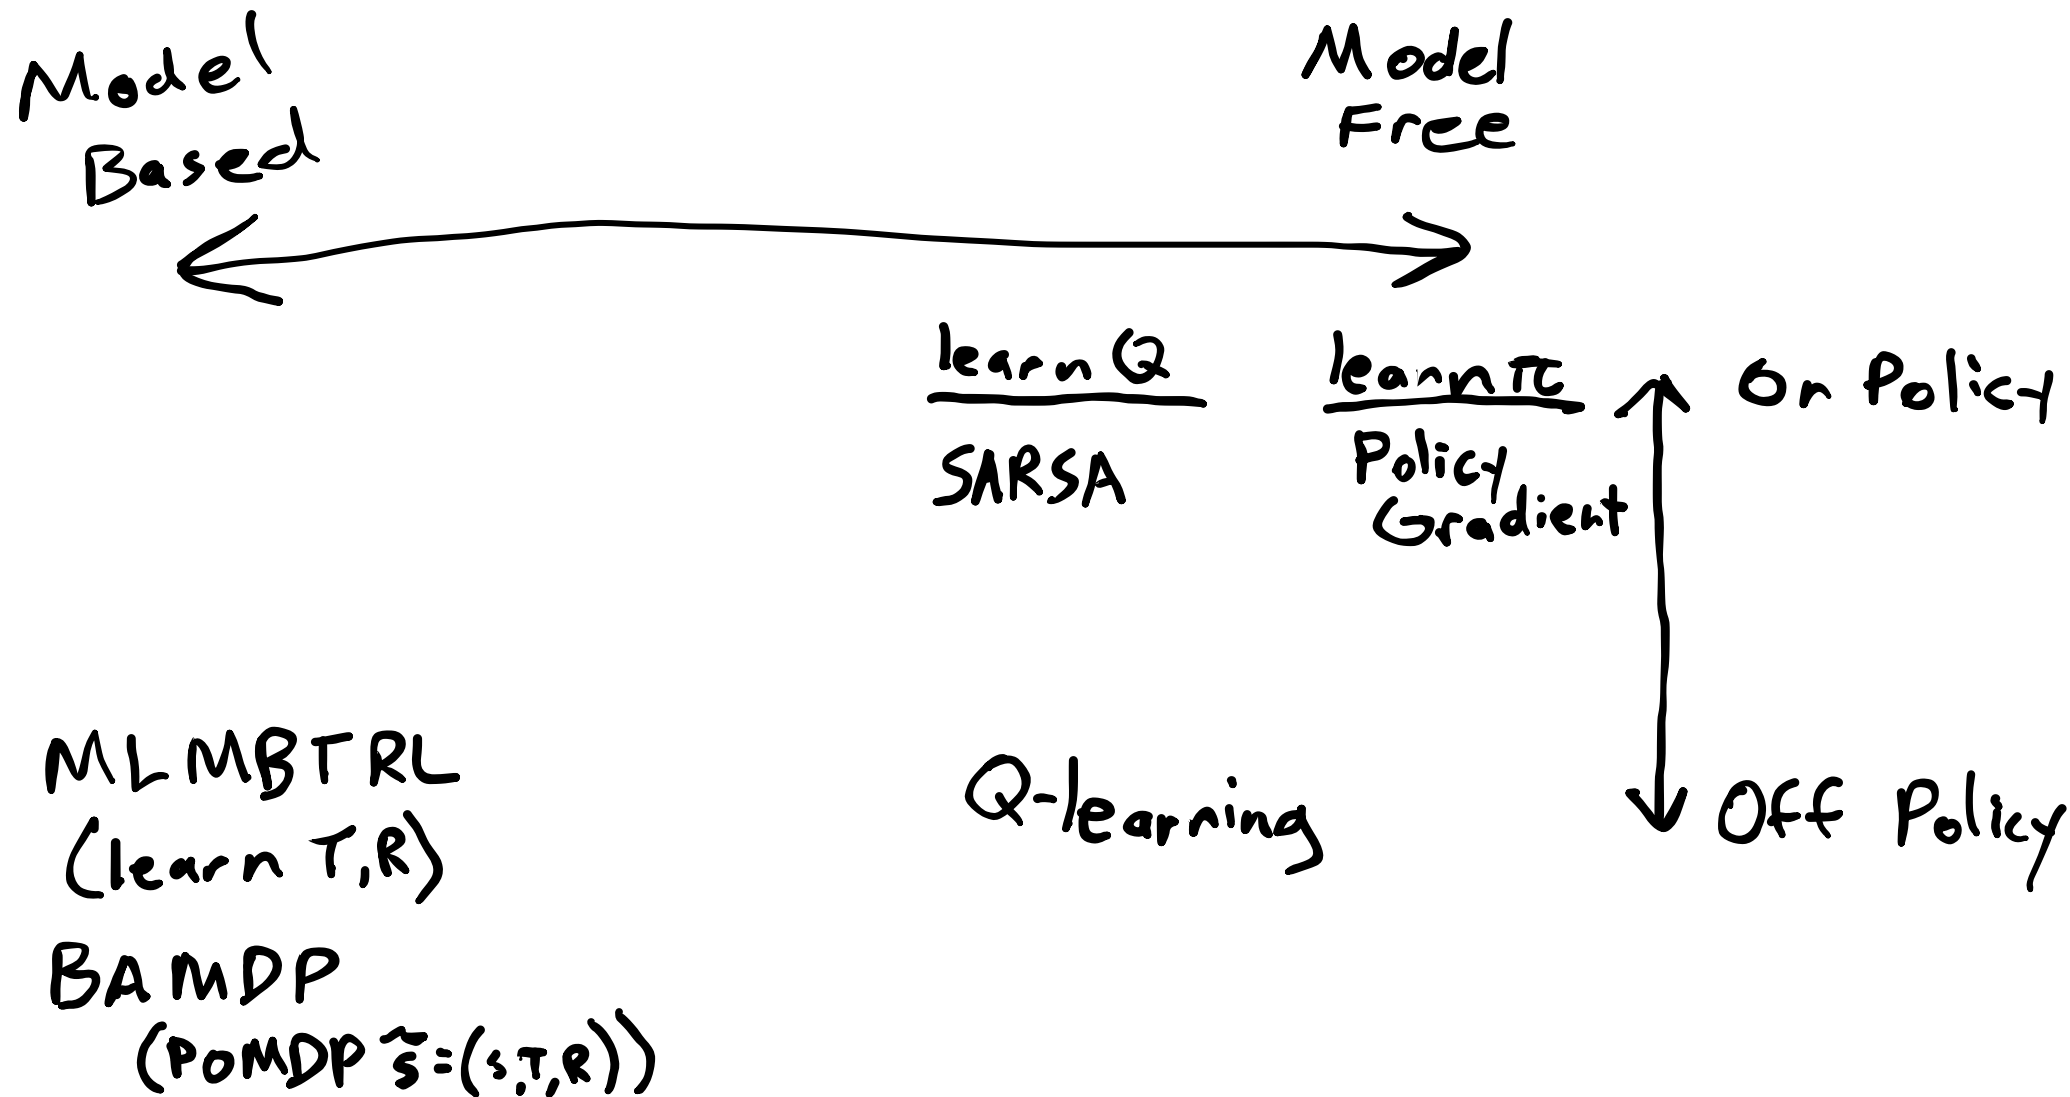 Model
Based
Model
Free
learn Q
learn π
On Policy
SARSA
Policy
Gradient
MLMBTRL
(learn T,R)
Q-learning
Off Policy
BAMDP
(POMDP s̃=(s,T,R))